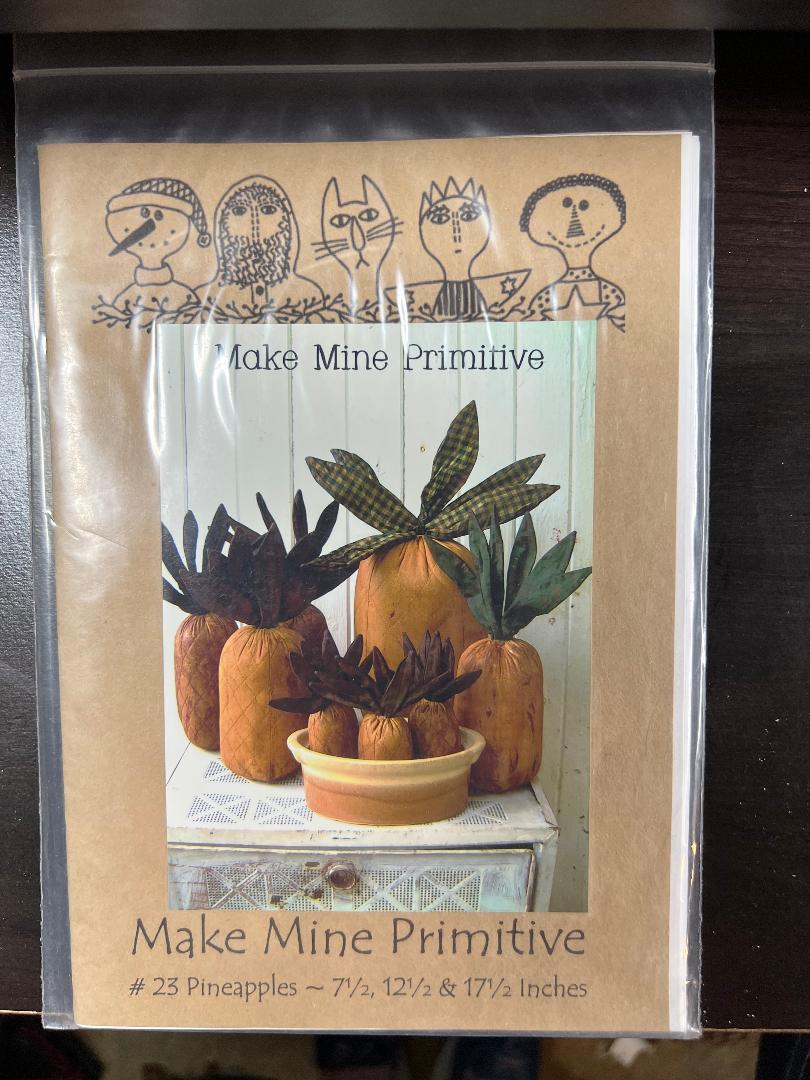 Make Mine Primitive
Make Mine Primitive
# 23 Pineapples ~ 7½, 12½ & 17½ Inches